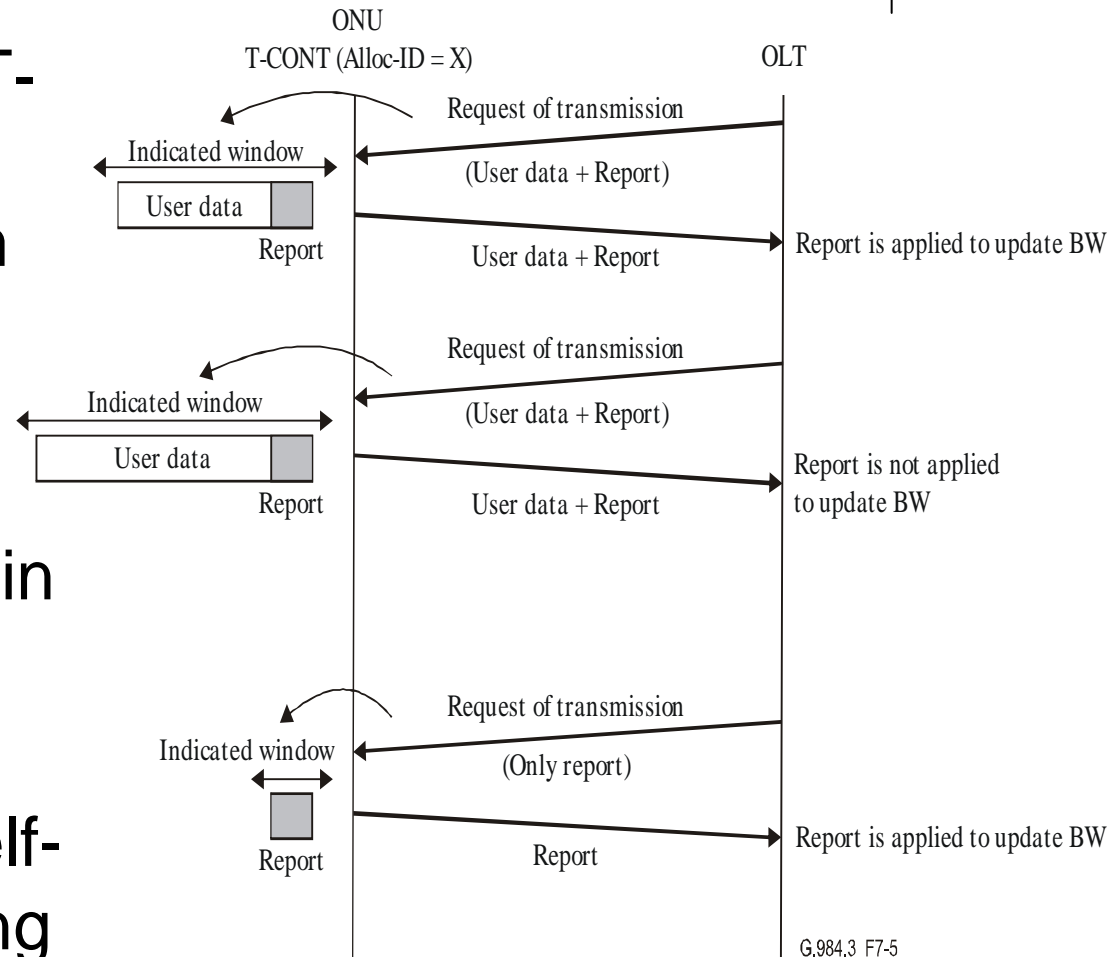 T-
n
in
elf-
ng
ONU
T-CONT (Alloc-ID = X)
OLT
Request of transmission
Indicated window
(User data + Report)
User data
Report
User data + Report
Report is applied to update BW
Request of transmission
Indicated window
(User data + Report)
User data
Report
User data + Report
Report is not applied
to update BW
Request of transmission
Indicated window
(Only report)
Report
Report
Report is applied to update BW
G.984.3_F7-5